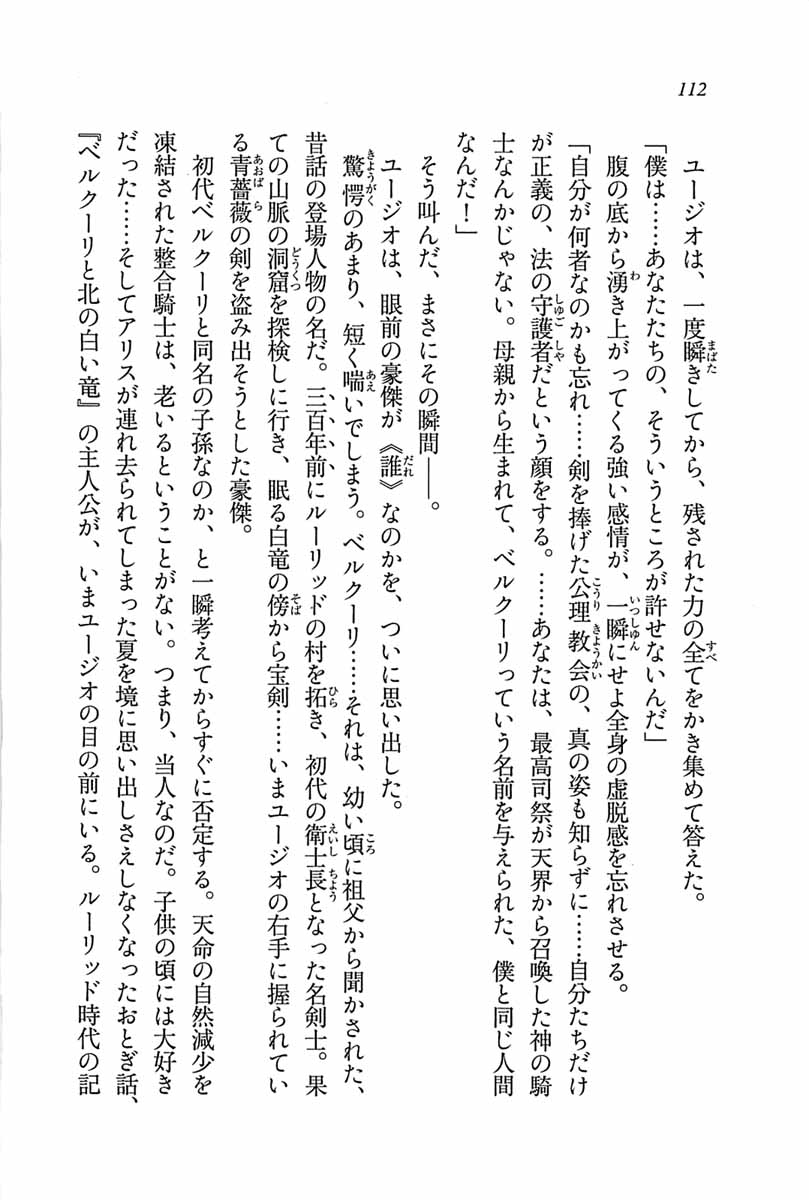 112
ユージオは、一度瞬きしてから、残された力の全てをかき集めて答えた。
「僕は……あなたたちの、そういうところが許せないんだ」
腹の底から湧き上がってくる強い感情が、一瞬にせよ全身の虚脱感を忘れさせる。
「自分が何者なのかも忘れ……剣を捧げた公理教会の、真の姿も知らずに……自分たちだけ
が正義の、法の守護者だという顔をする。……あなたは、最高司祭が天界から召喚した神の騎
士なんかじゃない。母親から生まれて、ベルクーリっていう名前を与えられた、僕と同じ人間
なんだ！」
そう叫んだ、まさにその瞬間――。
ユージオは、眼前の豪傑が《誰》なのかを、ついに思い出した。
驚愕のあまり、短く喘いでしまう。ベルクーリ……それは、幼い頃に祖父から聞かされた、
昔話の登場人物の名だ。三百年前にルーリッドの村を拓き、初代の衛士長となった名剣士。果
ての山脈の洞窟を探検しに行き、眠る白竜の傍から宝剣……いまユージオの右手に握られてい
る青薔薇の剣を盗み出そうとした豪傑。
初代ベルクーリと同名の子孫なのか、と一瞬考えてからすぐに否定する。天命の自然減少を
凍結された整合騎士は、老いるということがない。つまり、当人なのだ。子供の頃には大好き
だった……そしてアリスが連れ去られてしまった夏を境に思い出しさえしなくなったおとぎ話、
『ベルクーリと北の白い竜』の主人公が、いまユージオの目の前にいる。ルーリッド時代の記